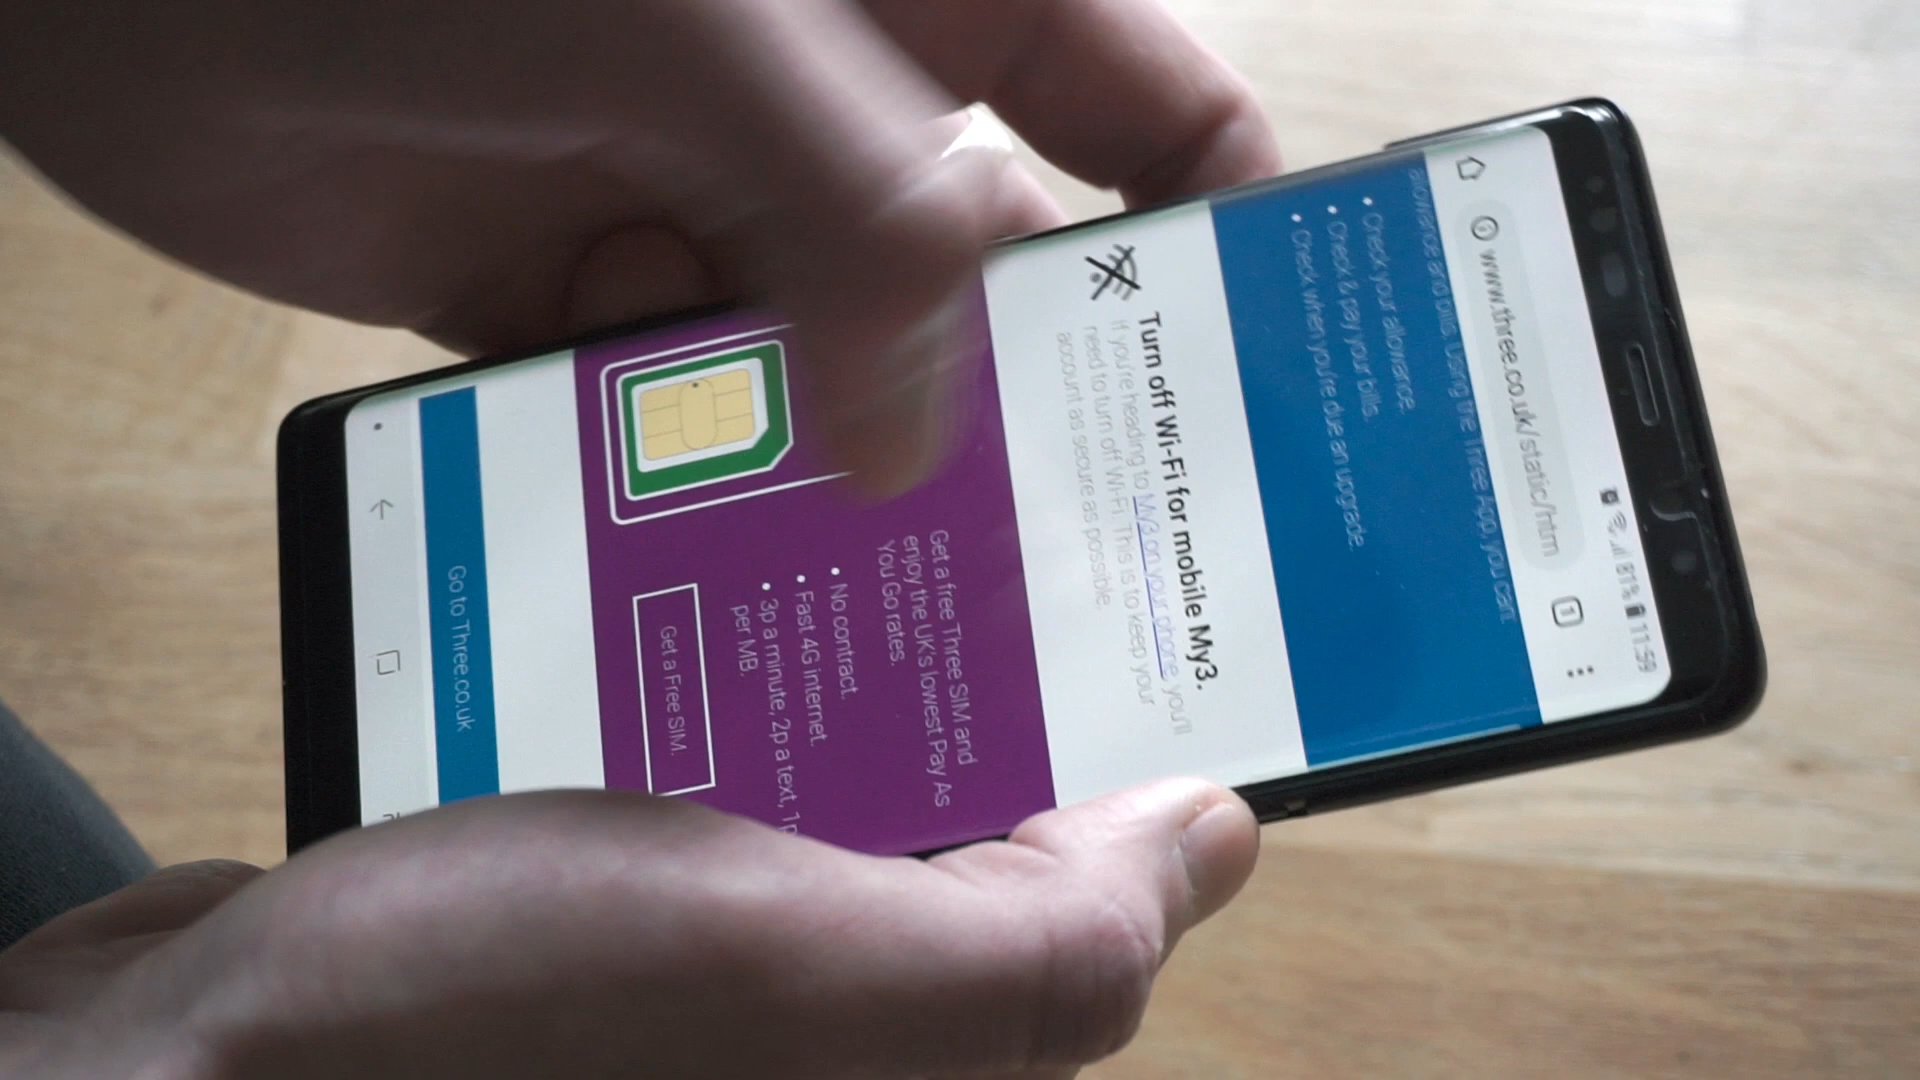 81% 11:59
www.three.co.uk/static/htm
1
allowance and bills. Using the Three App, you can:
• Check your allowance.
• Check & pay your bills.
• Check when you're due an upgrade.
Turn off Wi-Fi for mobile My3.
If you're heading to My3 on your phone, you'll
need to turn off Wi-Fi. This is to keep your
account as secure as possible.
Get a free Three SIM and
enjoy the UK's lowest Pay As
You Go rates.
• No contract.
• Fast 4G internet.
• 3p a minute, 2p a text, 1p
per MB.
Get a Free SIM.
Go to Three.co.uk